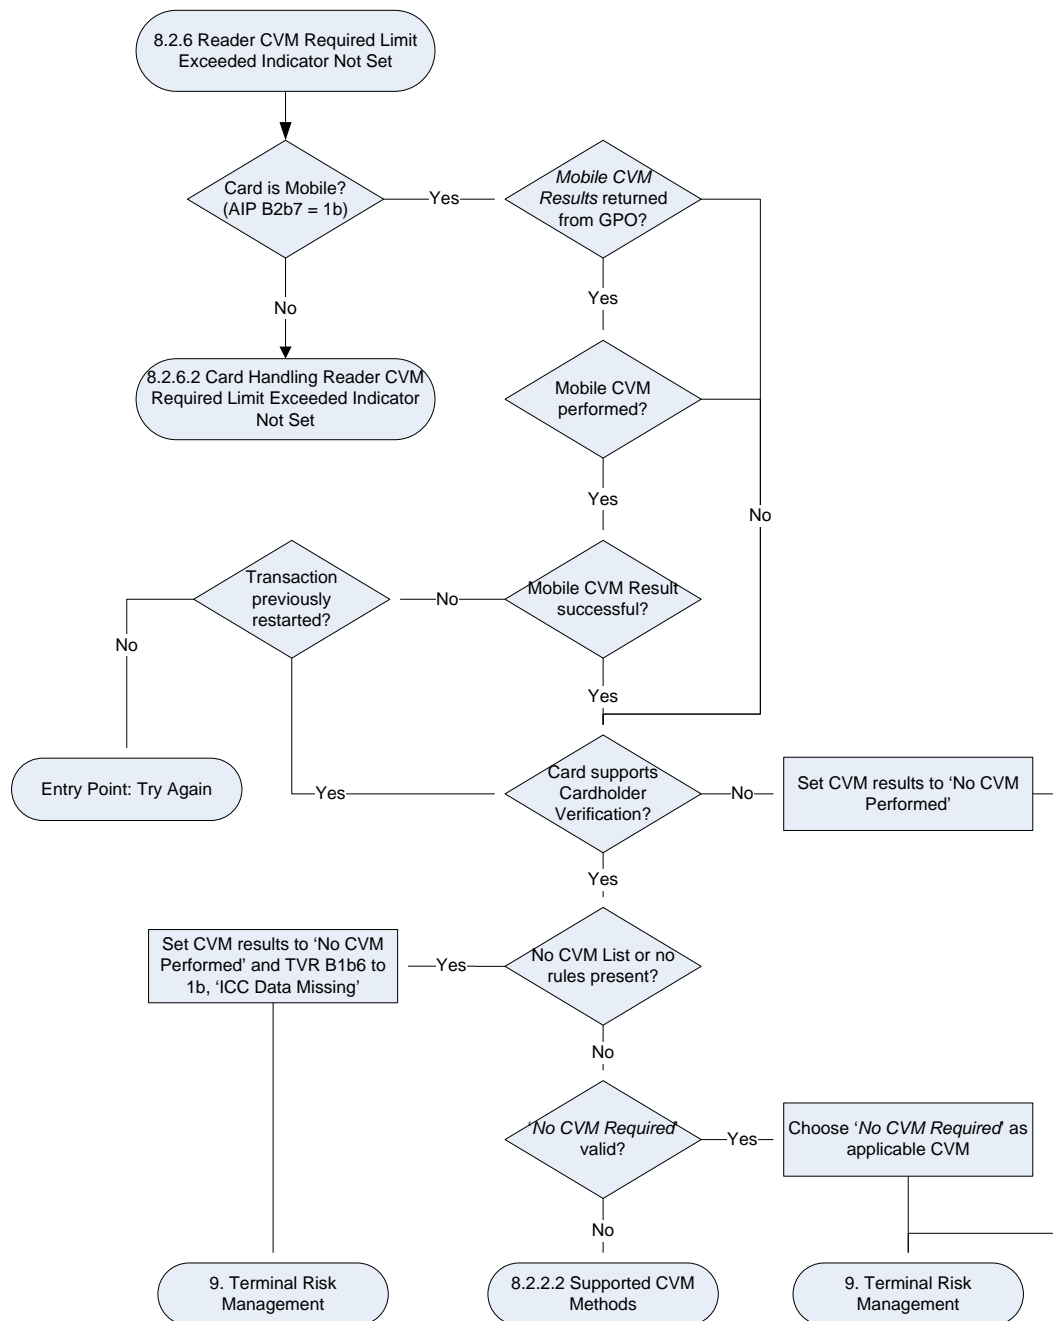 8.2.6 Reader CVM Required Limit
Exceeded Indicator Not Set
Card is Mobile?
(AIP B2b7 = 1b)
Yes
Mobile CVM
Results returned
from GPO?
No
Yes
8.2.6.2 Card Handling Reader CVM
Required Limit Exceeded Indicator
Not Set
Mobile CVM
performed?
Yes
No
Transaction
previously
restarted?
No
Mobile CVM Result
successful?
No
Yes
Entry Point: Try Again
Yes
Card supports
Cardholder
Verification?
No
Set CVM results to ‘No CVM
Performed’
Yes
Set CVM results to ‘No CVM
Performed’ and TVR B1b6 to
1b, ‘ICC Data Missing’
Yes
No CVM List or no
rules present?
No
‘No CVM Required’
valid?
Yes
Choose ‘No CVM Required’ as
applicable CVM
No
9. Terminal Risk
Management
8.2.2.2 Supported CVM
Methods
9. Terminal Risk
Management